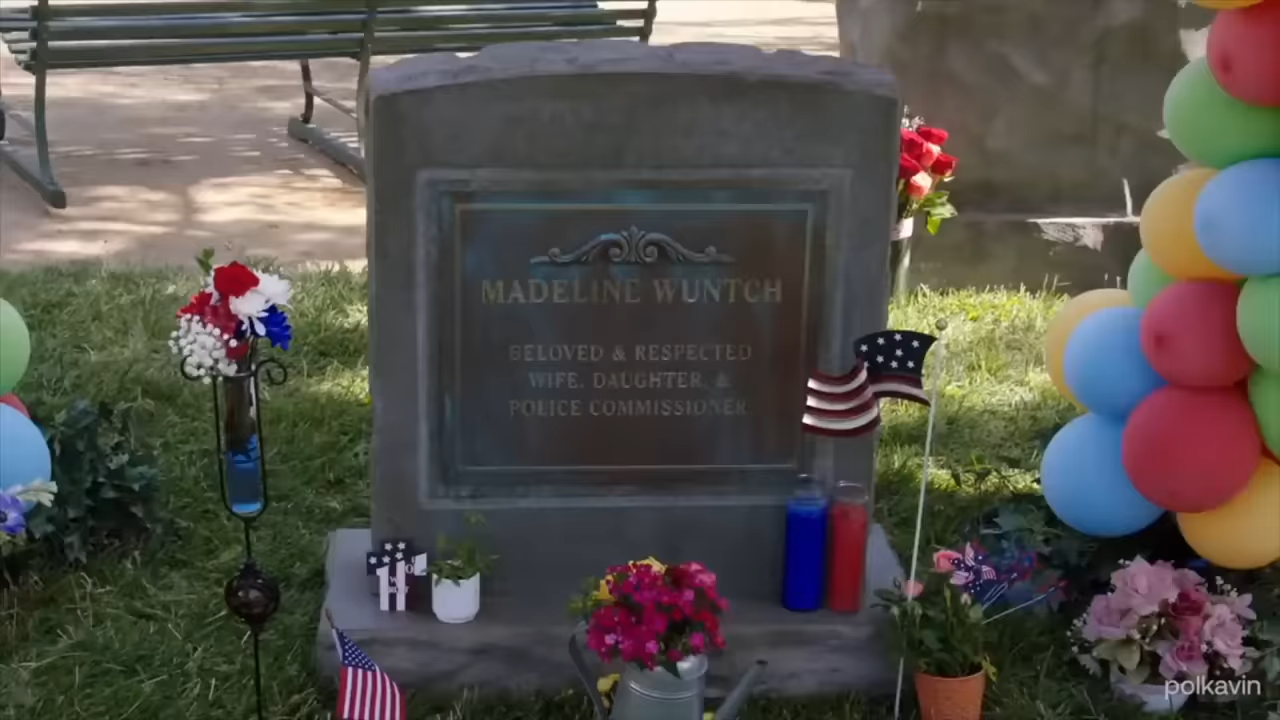 MADELINE WUNTCH
BELOVED & RESPECTED
WIFE, DAUGHTER, &
POLICE COMMISSIONER
polkavin